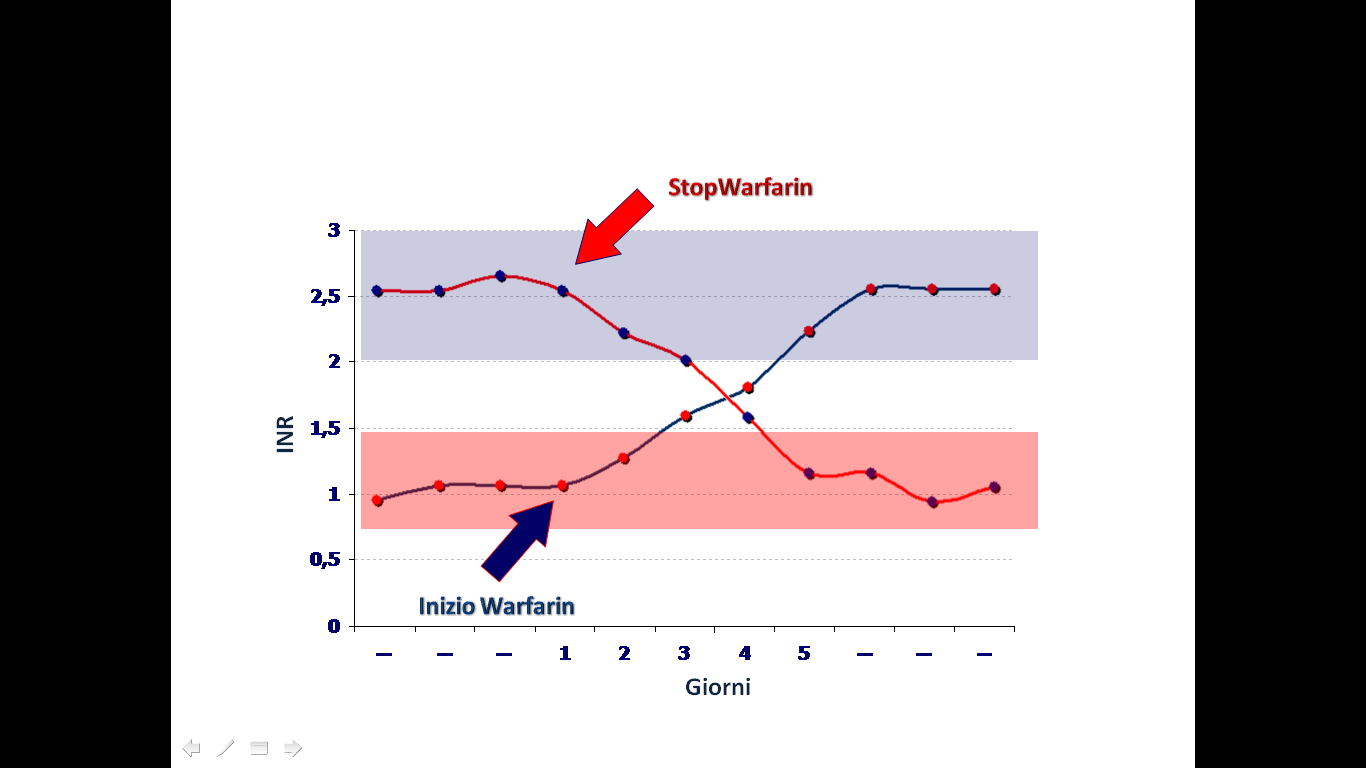 StopWarfarin
3
2,5
2
1,5
1
0,5
0
INR
Inizio Warfarin
– – – 1 2 3 4 5 – – –
Giorni